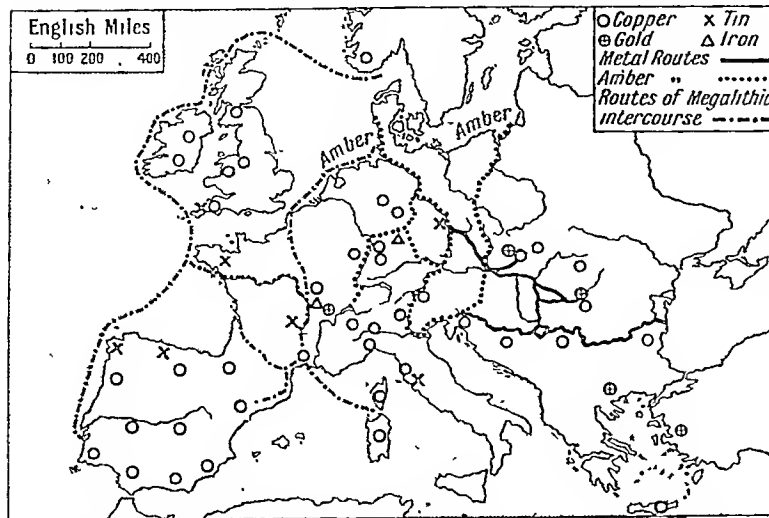 English Miles
0 100 200 400
Copper Tin
Gold Iron
Metal Routes
Amber "
Routes of Megalithic
intercourse
Amber
Amber